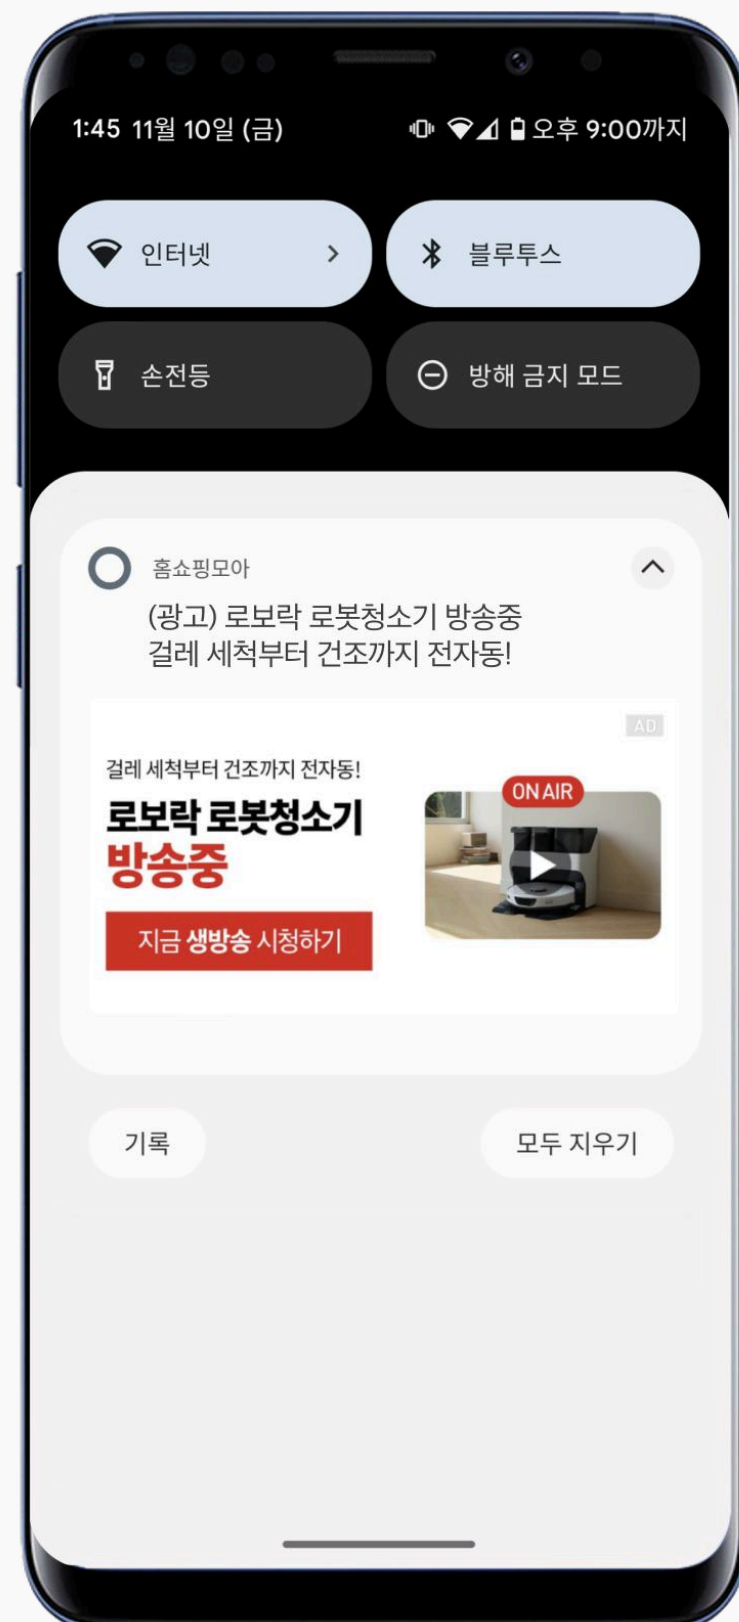 1:45 11월 10일 (금) 오후 9:00까지
인터넷 블루투스
손전등 방해 금지 모드
홈쇼핑모아
(광고) 로보락 로봇청소기 방송중
걸레 세척부터 건조까지 전자동!
AD
걸레 세척부터 건조까지 전자동!
로보락 로봇청소기
방송중
ON AIR
지금 생방송 시청하기
기록 모두 지우기